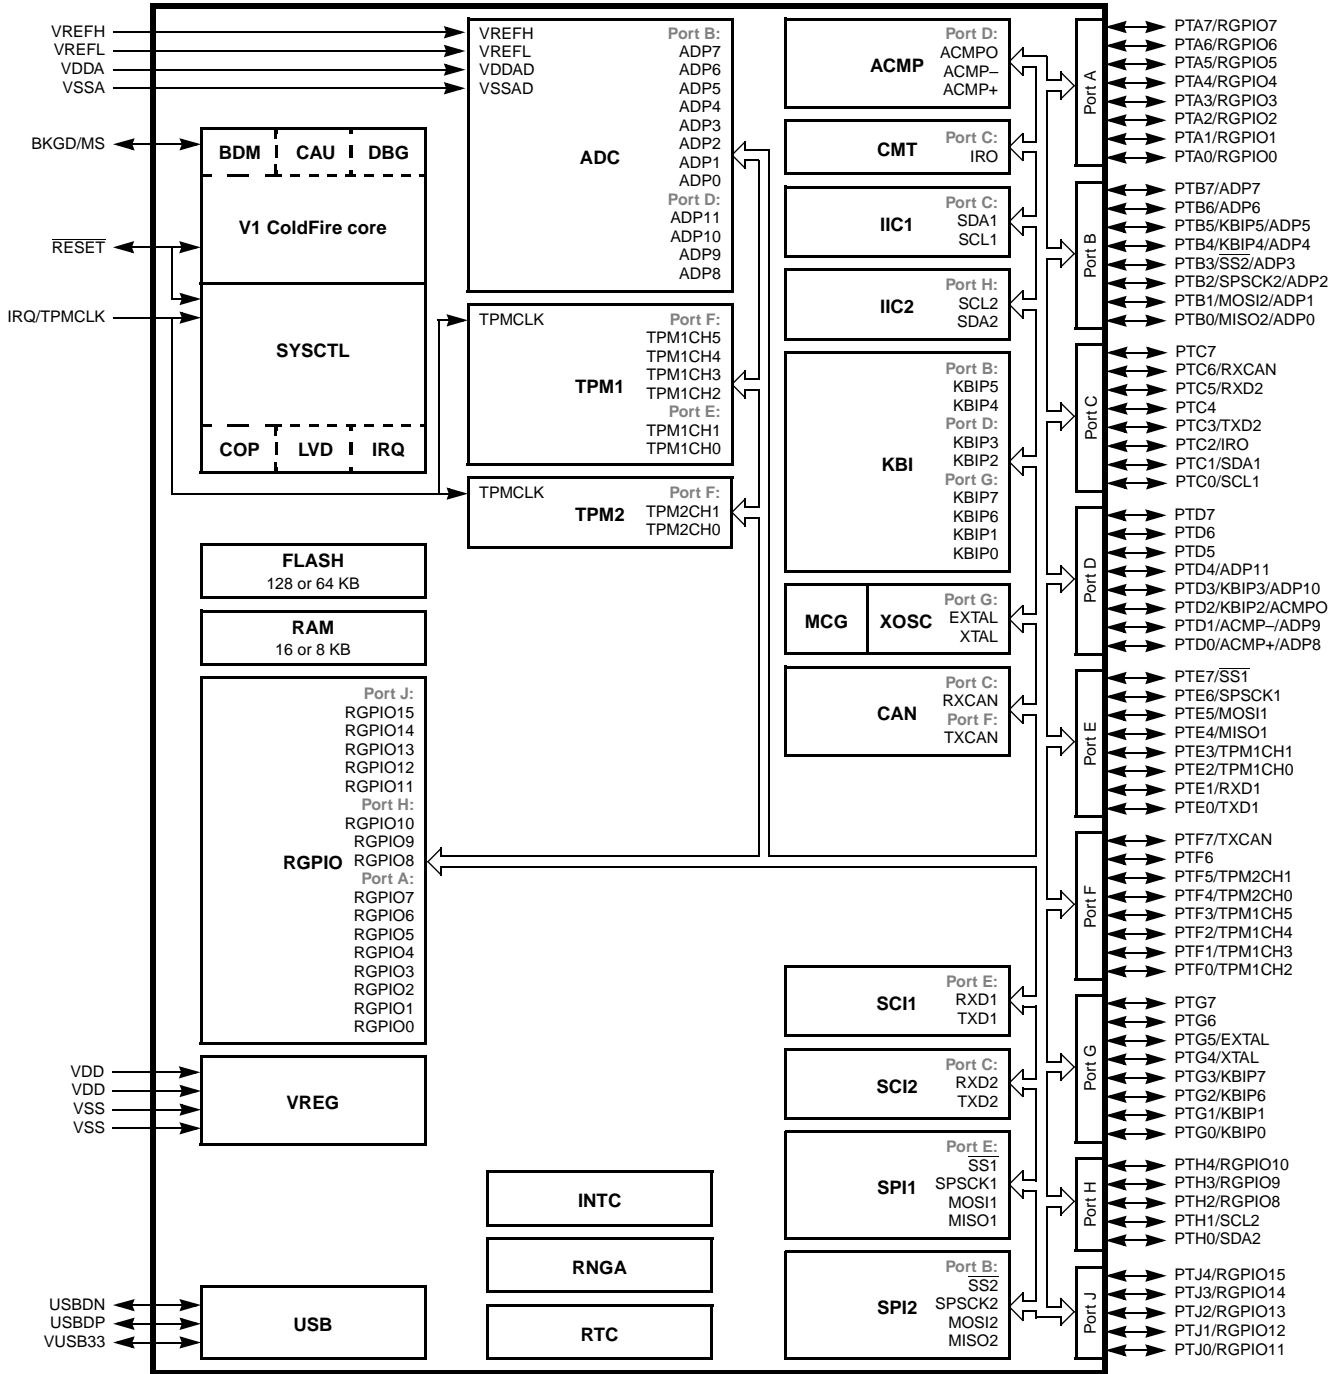 VREFH
VREFL
VDDA
VSSA
BKGD/MS
RESET
IRQ/TPMCLK
BDM
CAU
DBG
V1 ColdFire core
SYSCTL
COP
LVD
IRQ
FLASH
128 or 64 KB
RAM
16 or 8 KB
RGPIO
Port J:
RGPIO15
RGPIO14
RGPIO13
RGPIO12
RGPIO11
Port H:
RGPIO10
RGPIO9
RGPIO8
Port A:
RGPIO7
RGPIO6
RGPIO5
RGPIO4
RGPIO3
RGPIO2
RGPIO1
RGPIO0
VDD
VDD
VSS
VSS
VREG
USBDN
USBDP
VUSB33
USB
VREFH
VREFL
VDDAD
VSSAD
ADC
Port B:
ADP7
ADP6
ADP5
ADP4
ADP3
ADP2
ADP1
ADP0
Port D:
ADP11
ADP10
ADP9
ADP8
TPMCLK
TPM1
Port F:
TPM1CH5
TPM1CH4
TPM1CH3
TPM1CH2
Port E:
TPM1CH1
TPM1CH0
TPMCLK
TPM2
Port F:
TPM2CH1
TPM2CH0
INTC
RNGA
RTC
ACMP
Port D:
ACMPO
ACMP–
ACMP+
CMT
Port C:
IRO
IIC1
Port C:
SDA1
SCL1
IIC2
Port H:
SCL2
SDA2
KBI
Port B:
KBIP5
KBIP4
Port D:
KBIP3
KBIP2
Port G:
KBIP7
KBIP6
KBIP1
KBIP0
MCG
XOSC
Port G:
EXTAL
XTAL
CAN
Port C:
RXCAN
Port F:
TXCAN
SCI1
Port E:
RXD1
TXD1
SCI2
Port C:
RXD2
TXD2
SPI1
Port E:
SS1
SPSCK1
MOSI1
MISO1
SPI2
Port B:
SS2
SPSCK2
MOSI2
MISO2
Port A
PTA7/RGPIO7
PTA6/RGPIO6
PTA5/RGPIO5
PTA4/RGPIO4
PTA3/RGPIO3
PTA2/RGPIO2
PTA1/RGPIO1
PTA0/RGPIO0
Port B
PTB7/ADP7
PTB6/ADP6
PTB5/KBIP5/ADP5
PTB4/KBIP4/ADP4
PTB3/SS2/ADP3
PTB2/SPSCK2/ADP2
PTB1/MOSI2/ADP1
PTB0/MISO2/ADP0
Port C
PTC7
PTC6/RXCAN
PTC5/RXD2
PTC4
PTC3/TXD2
PTC2/IRO
PTC1/SDA1
PTC0/SCL1
Port D
PTD7
PTD6
PTD5
PTD4/ADP11
PTD3/KBIP3/ADP10
PTD2/KBIP2/ACMPO
PTD1/ACMP–/ADP9
PTD0/ACMP+/ADP8
Port E
PTE7/SS1
PTE6/SPSCK1
PTE5/MOSI1
PTE4/MISO1
PTE3/TPM1CH1
PTE2/TPM1CH0
PTE1/RXD1
PTE0/TXD1
Port F
PTF7/TXCAN
PTF6
PTF5/TPM2CH1
PTF4/TPM2CH0
PTF3/TPM1CH5
PTF2/TPM1CH4
PTF1/TPM1CH3
PTF0/TPM1CH2
Port G
PTG7
PTG6
PTG5/EXTAL
PTG4/XTAL
PTG3/KBIP7
PTG2/KBIP6
PTG1/KBIP1
PTG0/KBIP0
Port H
PTH4/RGPIO10
PTH3/RGPIO9
PTH2/RGPIO8
PTH1/SCL2
PTH0/SDA2
Port J
PTJ4/RGPIO15
PTJ3/RGPIO14
PTJ2/RGPIO13
PTJ1/RGPIO12
PTJ0/RGPIO11